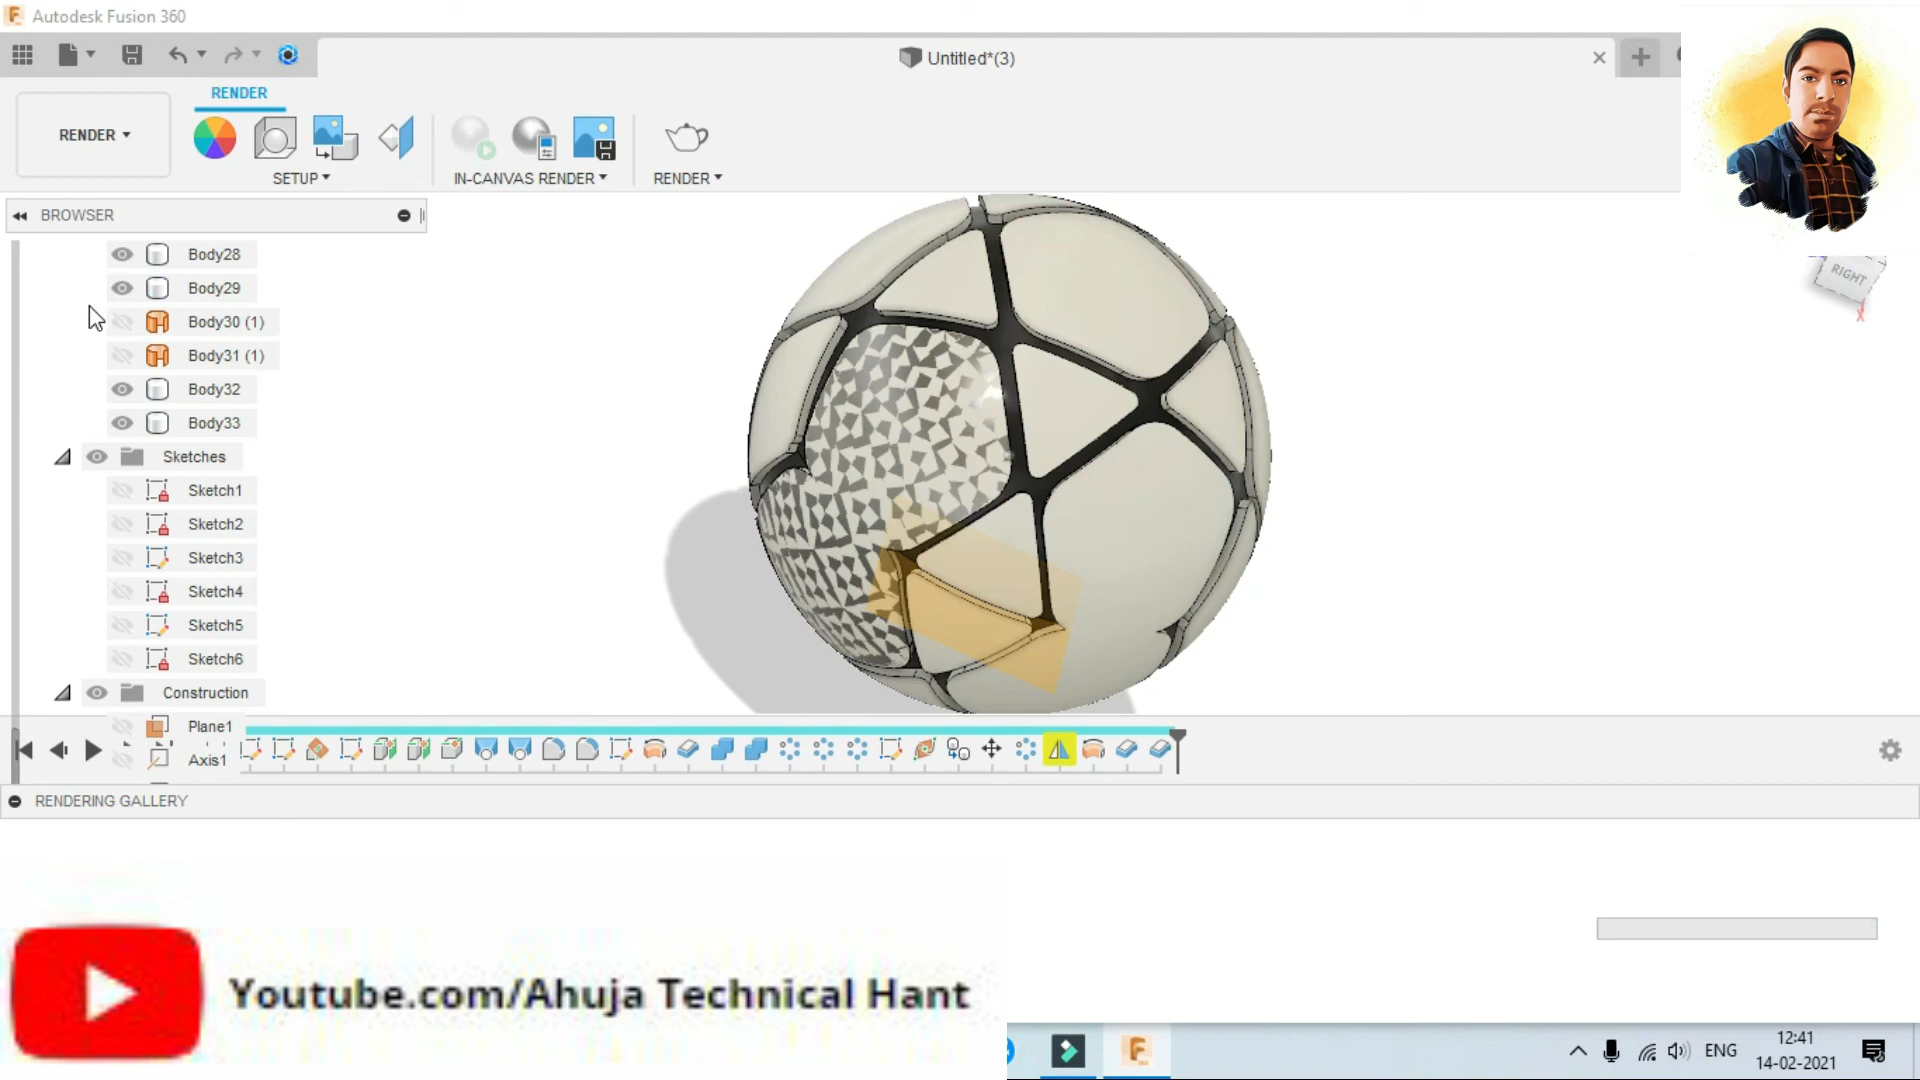 Autodesk Fusion 360
Untitled*(3)
RENDER
RENDER
SETUP
IN-CANVAS RENDER
RENDER
BROWSER
RIGHT
X
Body28
Body29
Body30 (1)
Body31 (1)
Body32
Body33
Sketches
Sketch1
Sketch2
Sketch3
Sketch4
Sketch5
Sketch6
Construction
Plane1
Axis1
RENDERING GALLERY
Youtube.com/Ahuja Technical Hant
ENG
12:41
14-02-2021